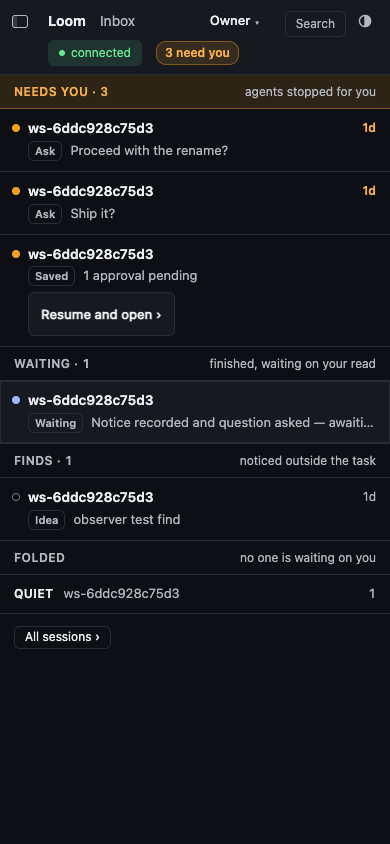 Loom Inbox Owner ▾ Search
connected 3 need you
NEEDS YOU · 3 agents stopped for you
ws-6ddc928c75d3 1d
Ask Proceed with the rename?
ws-6ddc928c75d3 1d
Ask Ship it?
ws-6ddc928c75d3
Saved 1 approval pending
Resume and open ›
WAITING · 1 finished, waiting on your read
ws-6ddc928c75d3
Waiting Notice recorded and question asked — awaiti...
FINDS · 1 noticed outside the task
ws-6ddc928c75d3 1d
Idea observer test find
FOLDED no one is waiting on you
QUIET ws-6ddc928c75d3 1
All sessions ›